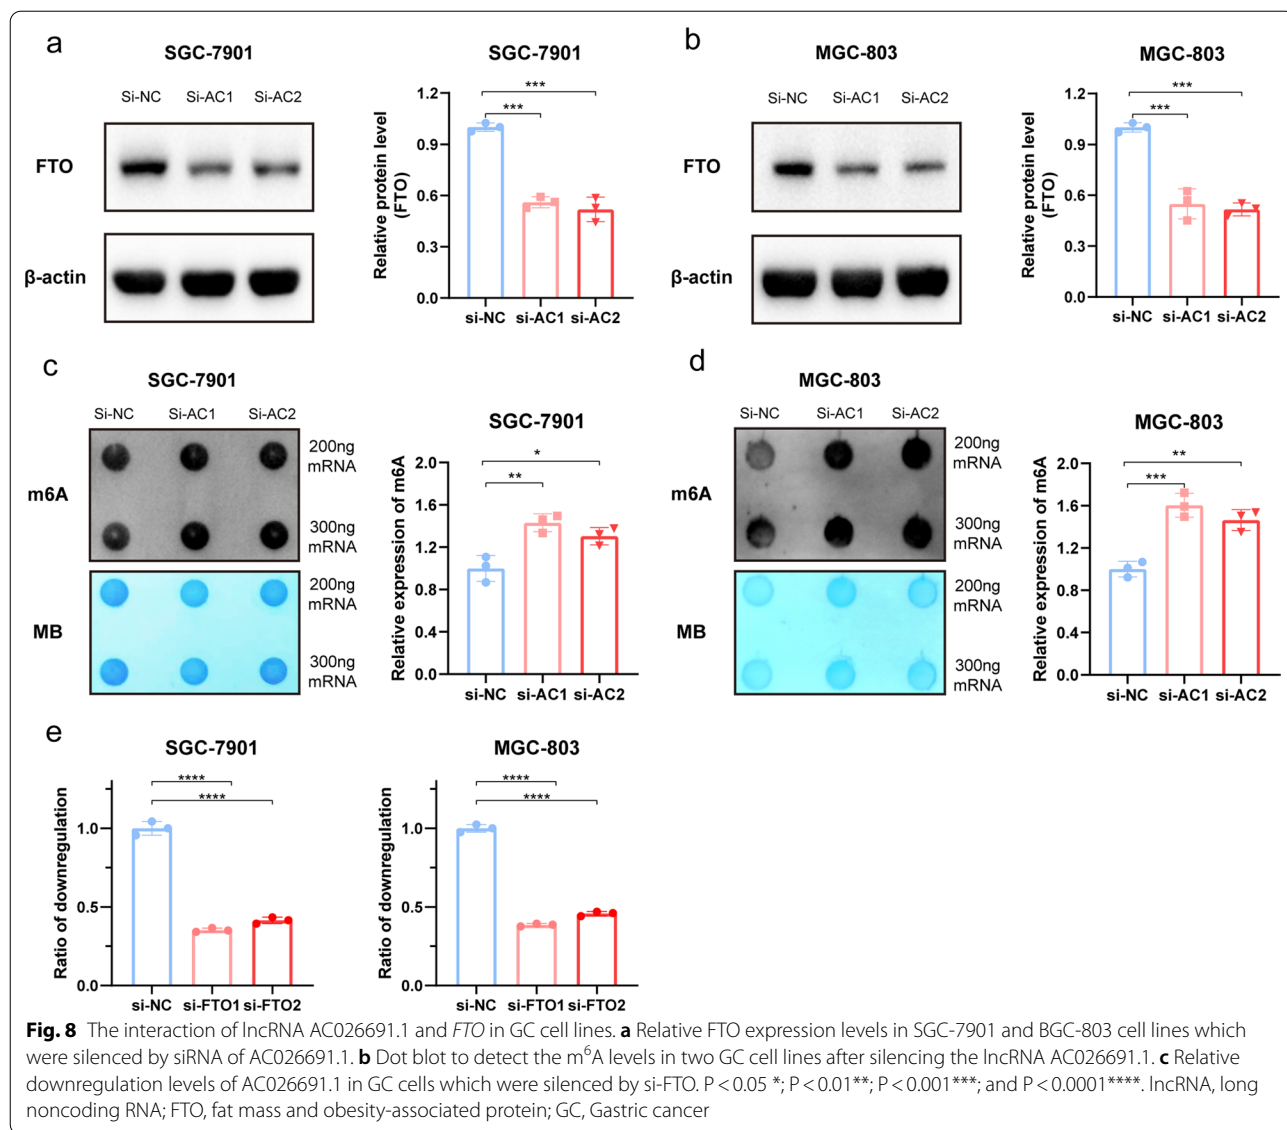 a
SGC-7901
Si-NC Si-AC1 Si-AC2
FTO
β-actin
SGC-7901
Relative protein level
(FTO)
1.2
0.9
0.6
0.3
0.0
***
***
si-NC si-AC1 si-AC2
b
MGC-803
Si-NC Si-AC1 Si-AC2
FTO
β-actin
MGC-803
Relative protein level
(FTO)
1.2
0.9
0.6
0.3
0.0
***
***
si-NC si-AC1 si-AC2
c
SGC-7901
Si-NC Si-AC1 Si-AC2
m6A
200ng
mRNA
300ng
mRNA
MB
200ng
mRNA
300ng
mRNA
SGC-7901
Relative expression of m6A
2.0
1.6
1.2
0.8
0.4
0.0
*
**
si-NC si-AC1 si-AC2
d
MGC-803
Si-NC Si-AC1 Si-AC2
m6A
200ng
mRNA
300ng
mRNA
MB
200ng
mRNA
300ng
mRNA
MGC-803
Relative expression of m6A
2.0
1.6
1.2
0.8
0.4
0.0
**
***
si-NC si-AC1 si-AC2
e
SGC-7901
Ratio of downregulation
1.0
0.5
0.0
****
****
si-NC si-FTO1 si-FTO2
MGC-803
Ratio of downregulation
1.0
0.5
0.0
****
****
si-NC si-FTO1 si-FTO2
Fig. 8 The interaction of lncRNA AC026691.1 and FTO in GC cell lines. a Relative FTO expression levels in SGC-7901 and BGC-803 cell lines which
were silenced by siRNA of AC026691.1. b Dot blot to detect the m⁶A levels in two GC cell lines after silencing the lncRNA AC026691.1. c Relative
downregulation levels of AC026691.1 in GC cells which were silenced by si-FTO. P < 0.05 *; P < 0.01**; P < 0.001***; and P < 0.0001****. lncRNA, long
noncoding RNA; FTO, fat mass and obesity-associated protein; GC, Gastric cancer